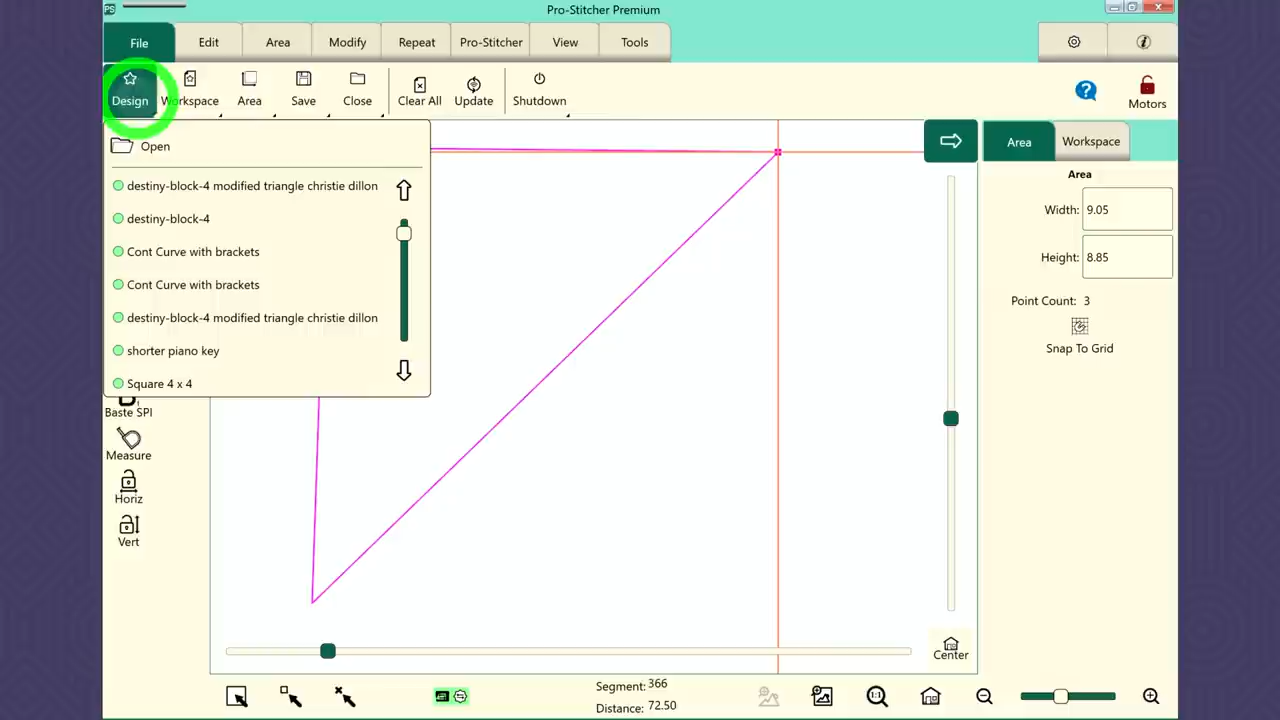 PS
Pro-Stitcher Premium
File Edit Area Modify Repeat Pro-Stitcher View Tools
Design Workspace Area Save Close Clear All Update Shutdown Motors
Open
destiny-block-4 modified triangle christie dillon
destiny-block-4
Cont Curve with brackets
Cont Curve with brackets
destiny-block-4 modified triangle christie dillon
shorter piano key
Square 4 x 4
Baste SPI
Measure
Horiz
Vert
Area Workspace
Area
Width: 9.05
Height: 8.85
Point Count: 3
Snap To Grid
Center
Segment: 366
Distance: 72.50
1:1